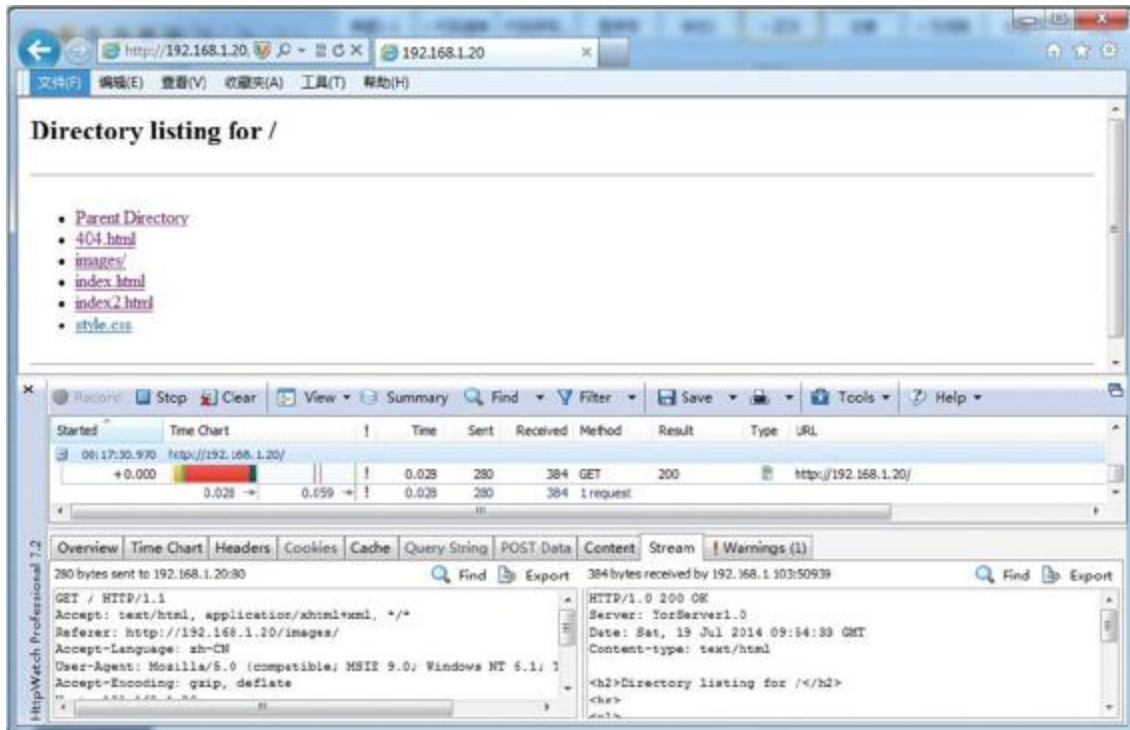 http://192.168.1.20
192.168.1.20
文件(F) 编辑(E) 查看(V) 收藏夹(A) 工具(T) 帮助(H)
Directory listing for /
Parent Directory
404.html
images/
index.html
index2.html
style.css
Record Stop Clear View Summary Find Filter Save Tools Help
Started Time Chart ! Time Sent Received Method Result Type URL
00:17:30.970 http://192.168.1.20/
+0.000 ! 0.028 280 384 GET 200 http://192.168.1.20/
0.028 0.059 ! 0.028 280 384 1 request
Overview Time Chart Headers Cookies Cache Query String POST Data Content Stream ! Warnings (1)
280 bytes sent to 192.168.1.20:80 Find Export
384 bytes received by 192.168.1.103:50939 Find Export
GET / HTTP/1.1
Accept: text/html, application/xhtml+xml, */*
Referer: http://192.168.1.20/images/
Accept-Language: zh-CN
User-Agent: Mozilla/5.0 (compatible; MSIE 9.0; Windows NT 6.1;
Accept-Encoding: gzip, deflate
HTTP/1.0 200 OK
Server: YorServer1.0
Date: Sat, 19 Jul 2014 09:54:33 GMT
Content-type: text/html
<h2>Directory listing for /</h2>
<hr>
HttpWatch Professional 7.2